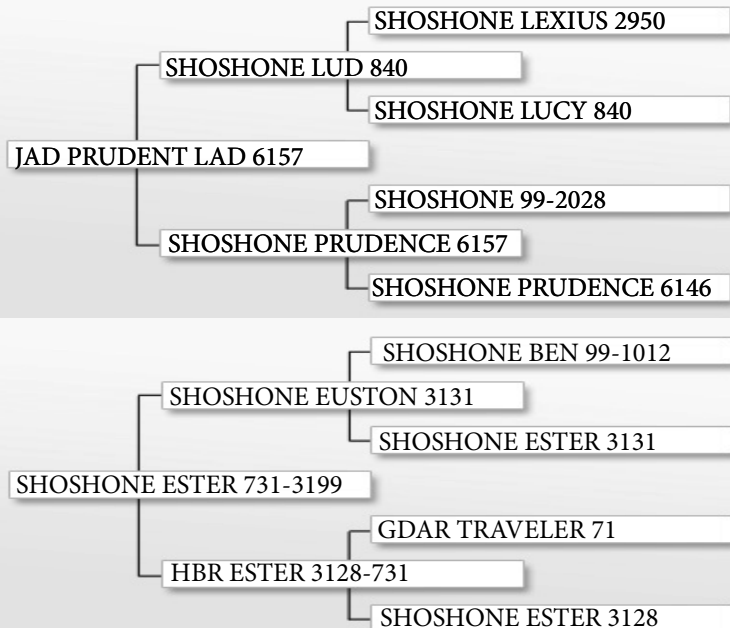 SHOSHONE LEXIUS 2950
SHOSHONE LUD 840
SHOSHONE LUCY 840
JAD PRUDENT LAD 6157
SHOSHONE 99-2028
SHOSHONE PRUDENCE 6157
SHOSHONE PRUDENCE 6146
SHOSHONE BEN 99-1012
SHOSHONE EUSTON 3131
SHOSHONE ESTER 3131
SHOSHONE ESTER 731-3199
GDAR TRAVELER 71
HBR ESTER 3128-731
SHOSHONE ESTER 3128